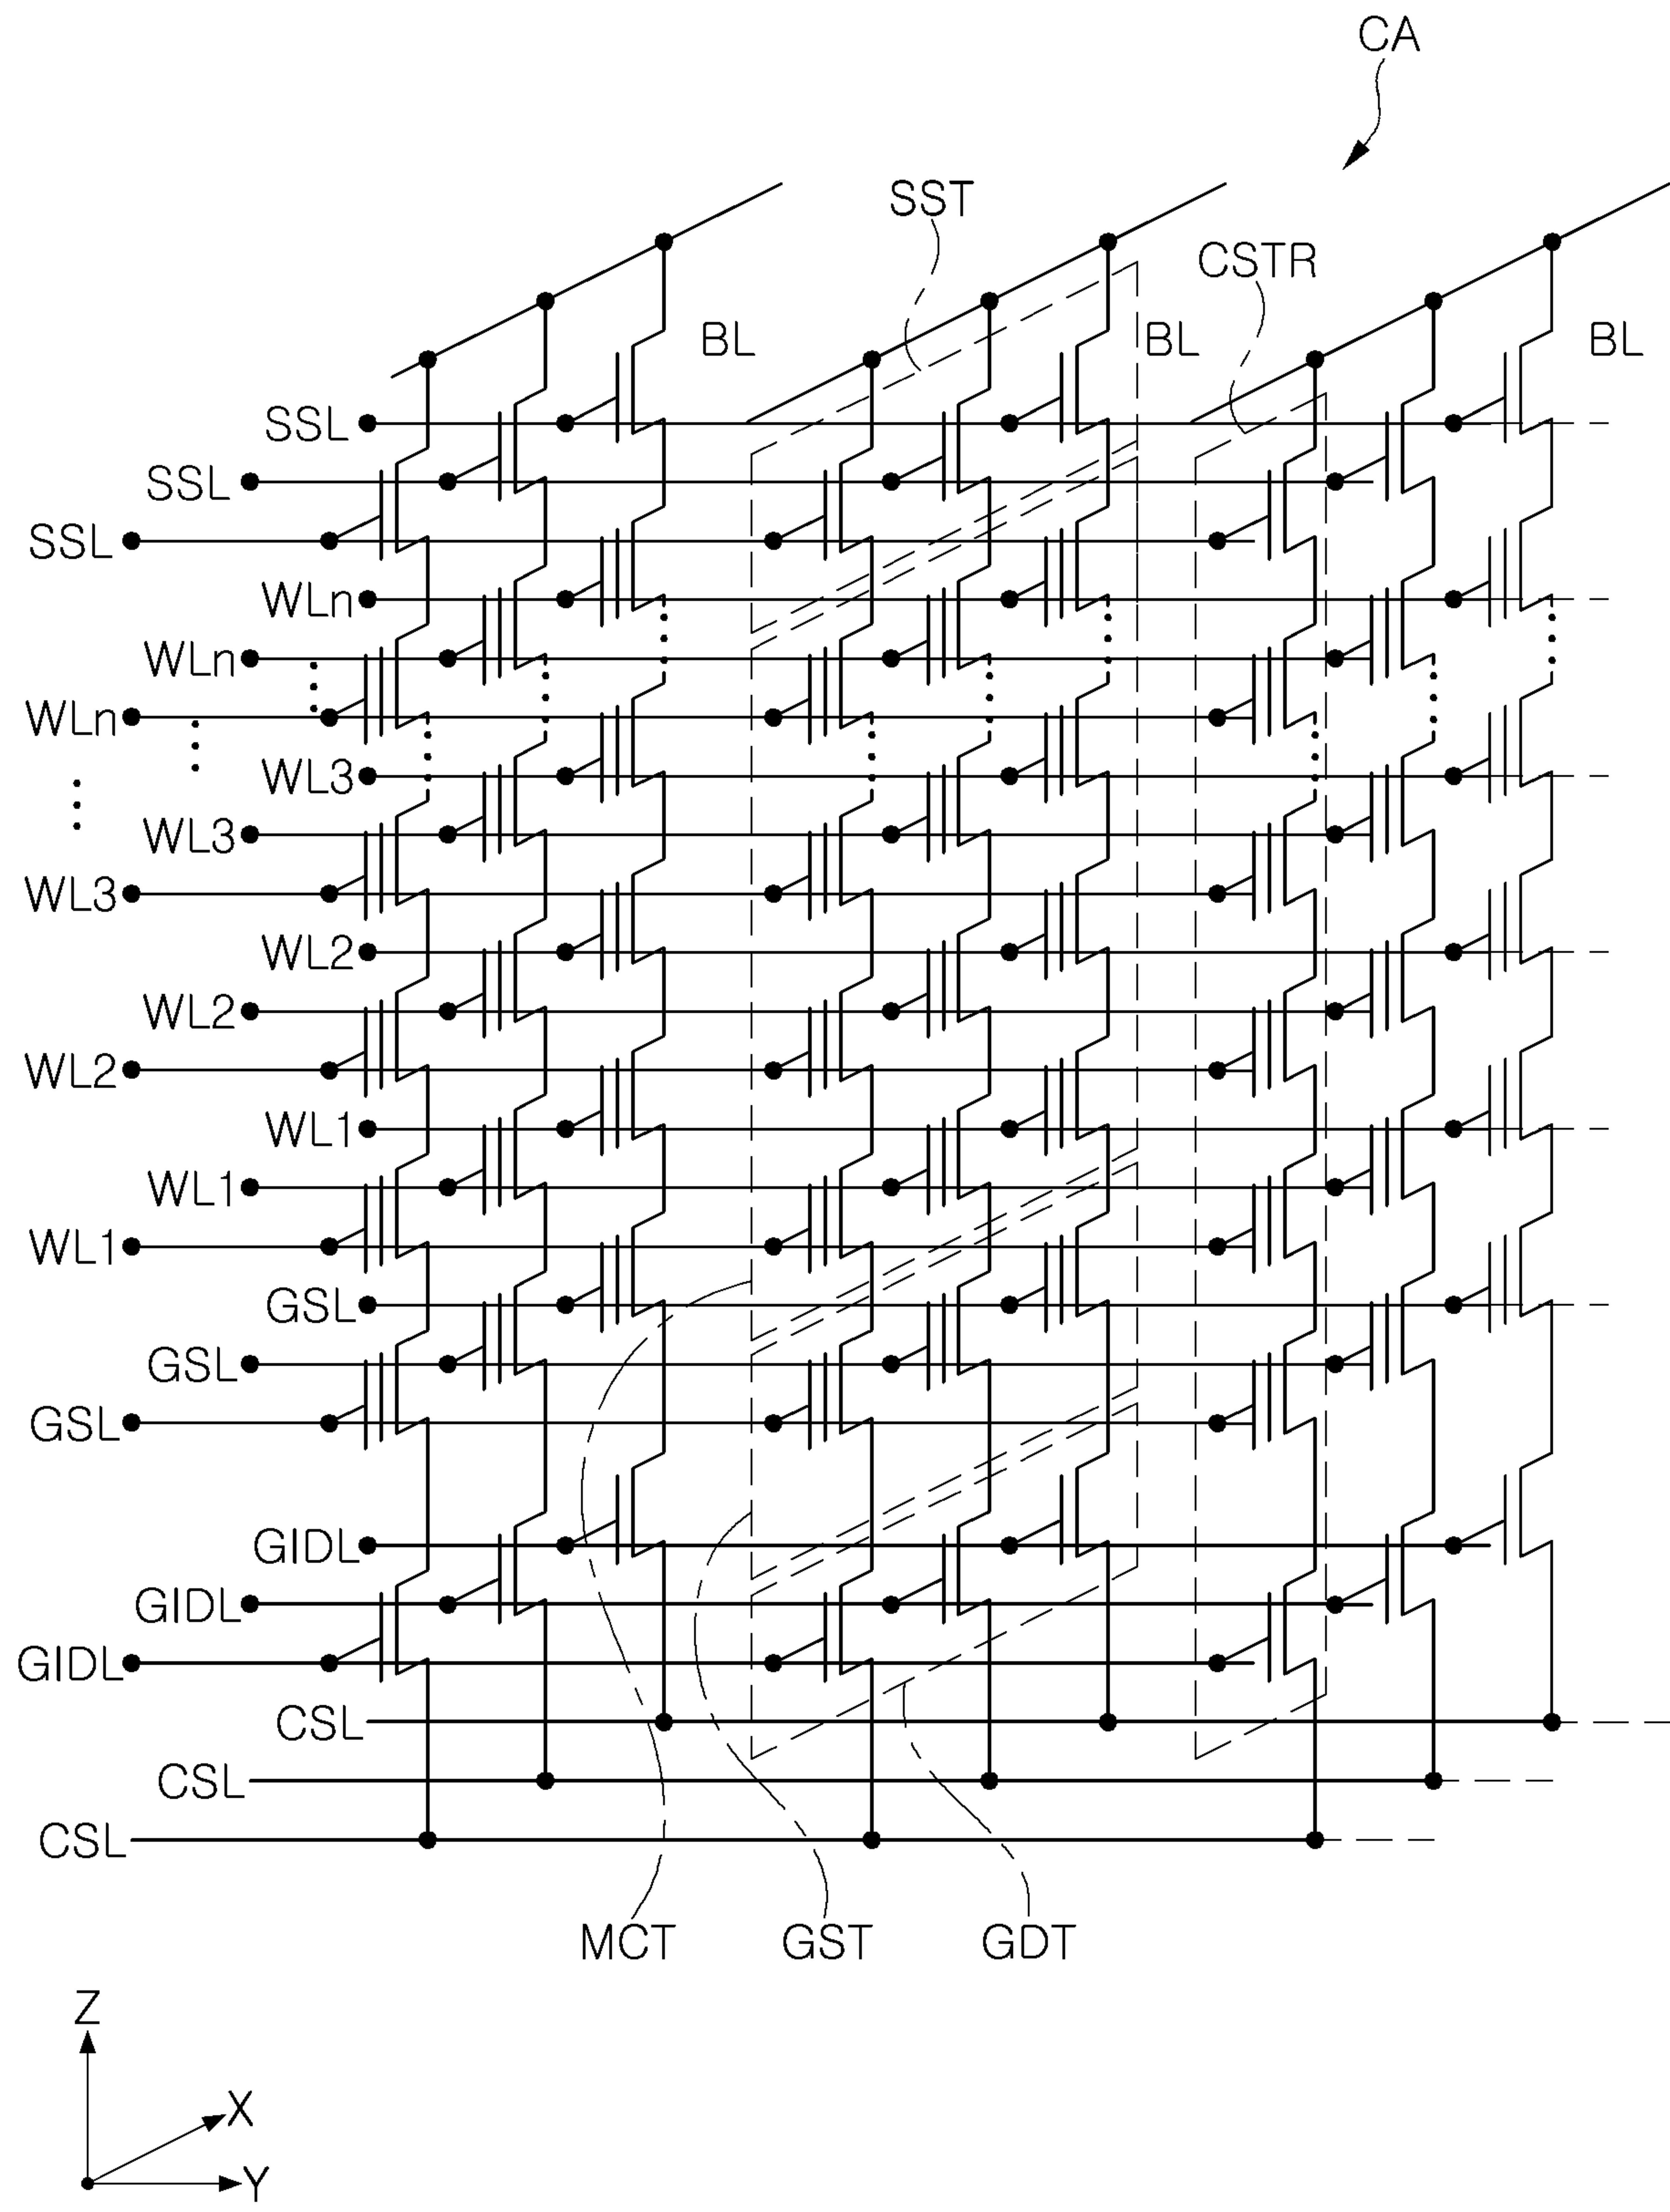 CA
SST
CSTR
BL BL BL
SSL
SSL
SSL
WLn
WLn
WLn
WL3
WL3
WL3
WL2
WL2
WL2
WL1
WL1
WL1
GSL
GSL
GSL
GIDL
GIDL
GIDL
CSL
CSL
CSL
MCT GST GDT
Z
X
Y